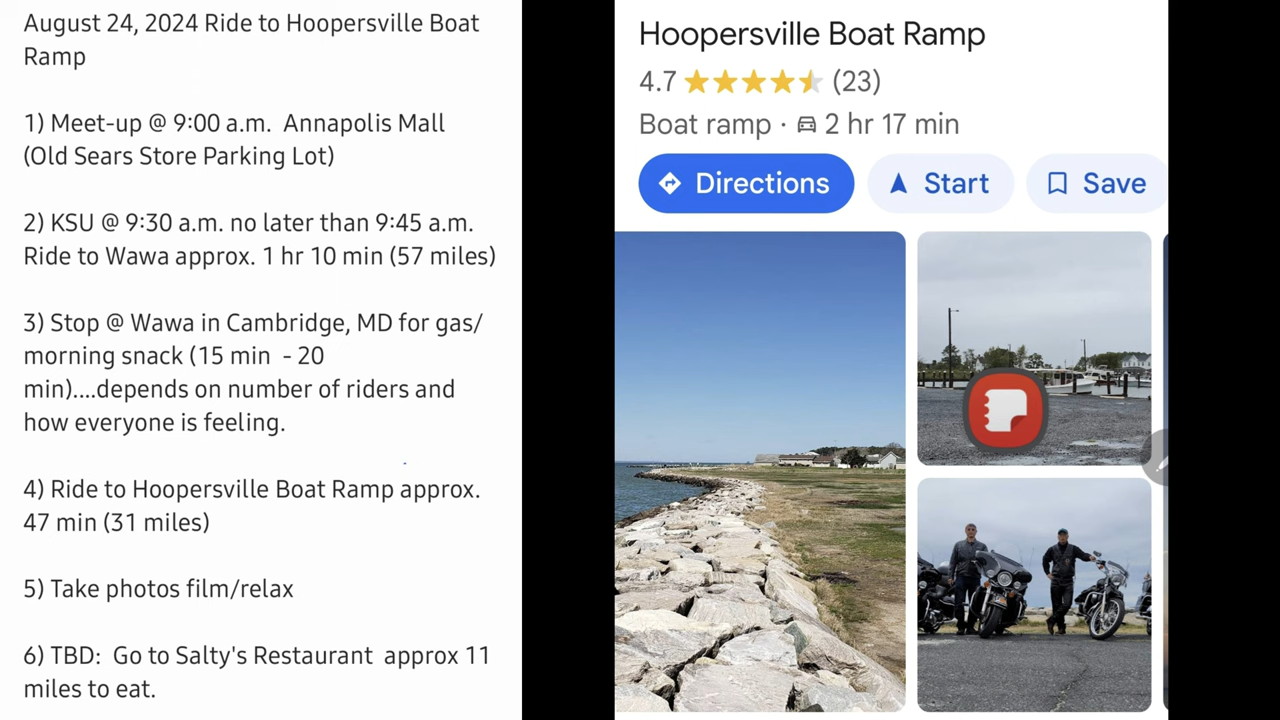 August 24, 2024 Ride to Hoopersville Boat
Ramp
1) Meet-up @ 9:00 a.m.  Annapolis Mall
(Old Sears Store Parking Lot)
2) KSU @ 9:30 a.m. no later than 9:45 a.m.
Ride to Wawa approx. 1 hr 10 min (57 miles)
3) Stop @ Wawa in Cambridge, MD for gas/
morning snack (15 min  - 20
min)....depends on number of riders and
how everyone is feeling.
4) Ride to Hoopersville Boat Ramp approx.
47 min (31 miles)
5) Take photos film/relax
6) TBD:  Go to Salty's Restaurant  approx 11
miles to eat.
Hoopersville Boat Ramp
4.7 (23)
Boat ramp · 2 hr 17 min
Directions Start Save